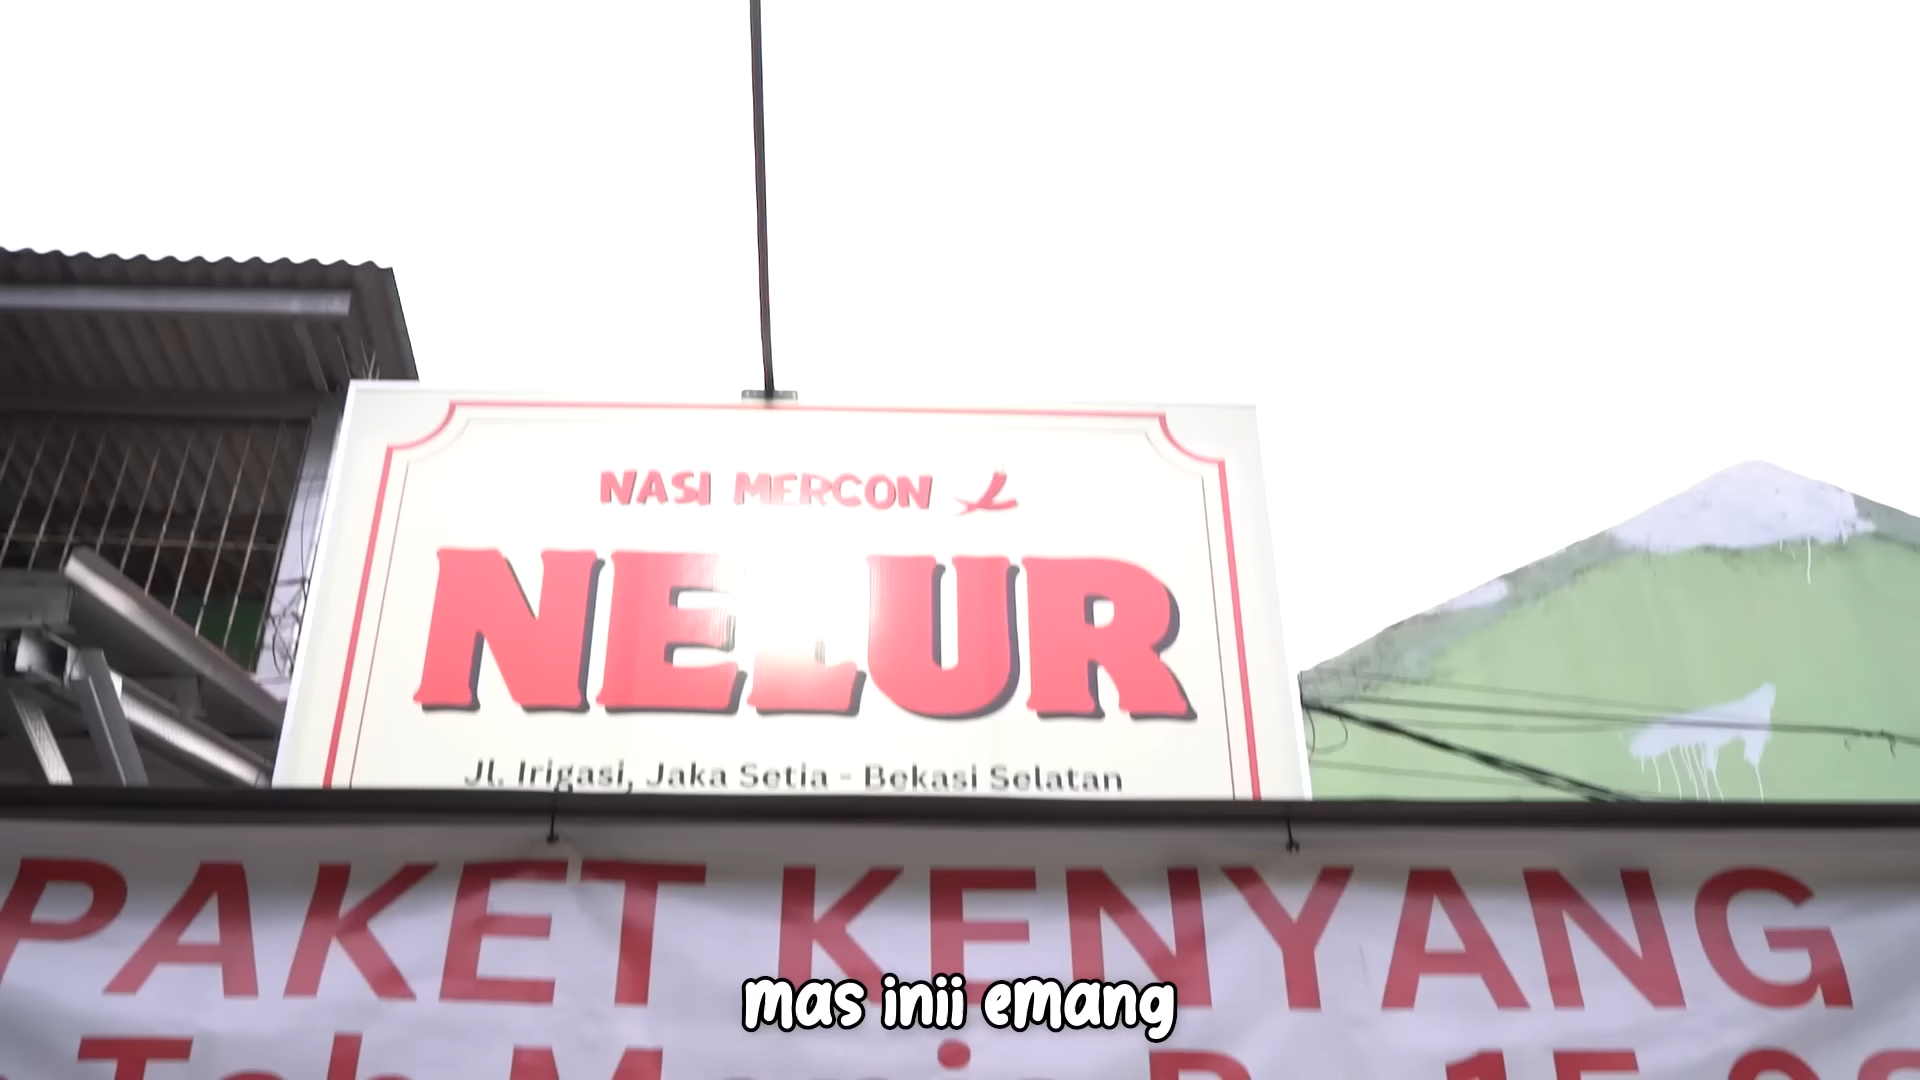 NASI MERCON
NELUR
Jl. Irigasi, Jaka Setia - Bekasi Selatan
PAKET KENYANG
mas inii emang